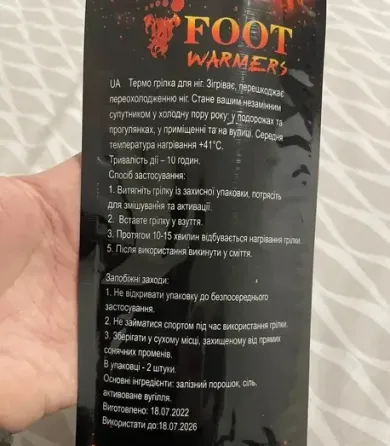 FOOT
WARMERS
UA Термо грілка для ніг. Зігріває, перешкоджає
переохолодженню ніг. Стане вашим незамінним
супутником у холодну пору року, у подорожах та
прогулянках, у приміщенні та на вулиці. Середня
температура нагрівання +41°C.
Тривалість дії – 10 годин.
Спосіб застосування:
1. Витягніть грілку із захисної упаковки, потрясіть
для змішування та активації.
2. Вставте грілку у взуття.
3. Протягом 10-15 хвилин відбувається нагрівання грілки.
5. Після використання викинути у сміття.
Запобіжні заходи:
1. Не відкривати упаковку до безпосереднього
застосування.
2. Не займатися спортом під час використання грілки.
3. Зберігати у сухому місці, захищеному від прямих
сонячних променів.
В упаковці - 2 штуки.
Основні інгредієнти: залізний порошок, сіль,
активоване вугілля.
Виготовлено: 18.07.2022
Використати до:18.07.2026